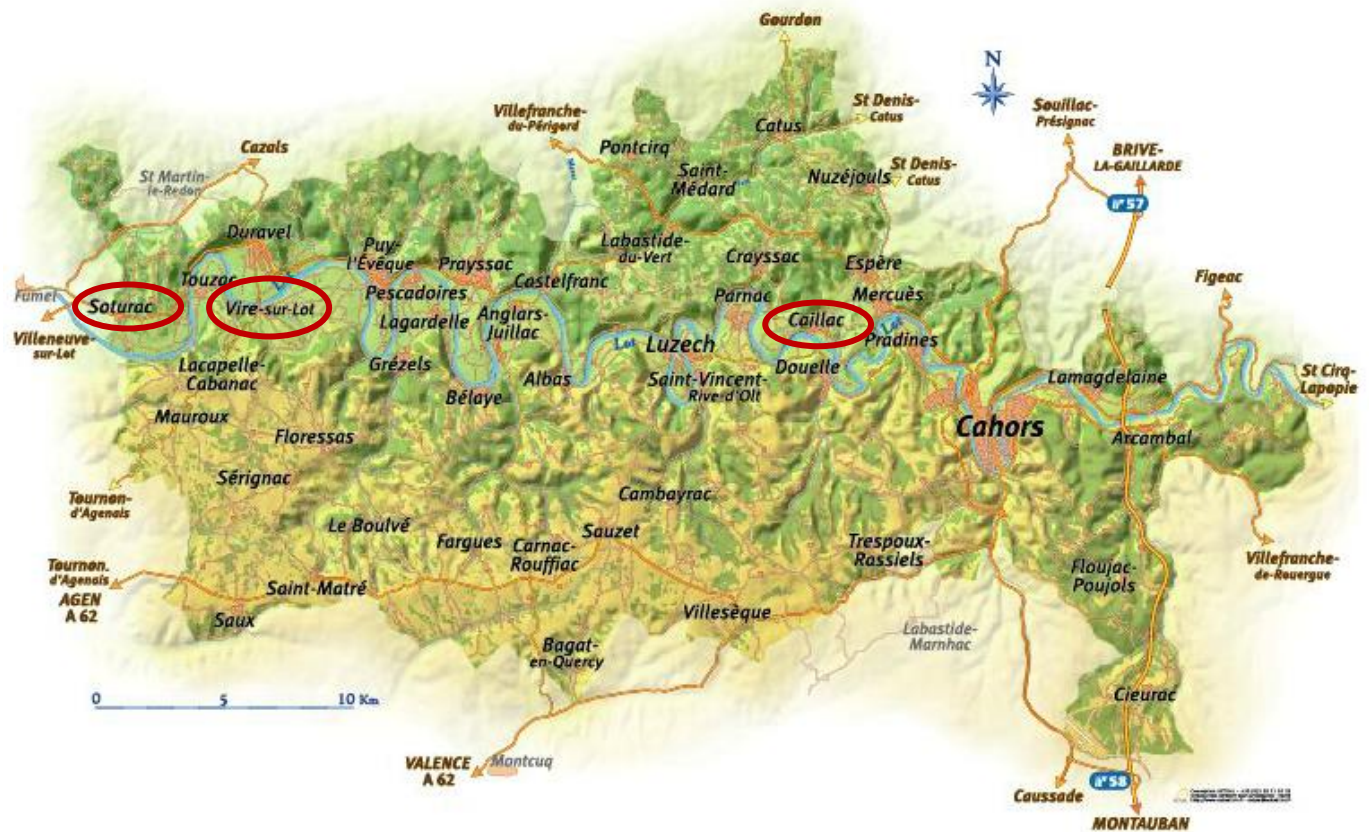 Gourdon
N
Villefranche-
du-Périgord
St Denis-
Catus
Souillac-
Présignac
Catus
Cazals
Pontcirq
BRIVE-
LA-GAILLARDE
St Martin-
le-Redon
Saint-
Médard
Nuzéjouls
St Denis-
Catus
n° 57
Duravel
Puy-
l'Évêque
Prayssac
Labastide-
du-Vert
Crayssac
Espère
Touzac
Castelfranc
Figeac
Fumel
Soturac
Vire-sur-Lot
Pescadoires
Parnac
Mercuès
Lagardelle
Anglars-
Juillac
Caillac
Lot
Pradines
Villeneuve-
sur-Lot
Lot
Luzech
Lacapelle-
Cabanac
Grézels
Albas
Saint-Vincent-
Rive-d'Olt
Douelle
Lamagdelaine
St Cirq-
Lapopie
Bélaye
Mauroux
Floressas
Cahors
Arcambal
Sérignac
Tournon-
d'Agenais
Cambayrac
Le Boulvé
Fargues
Carnac-
Rouffiac
Sauzet
Trespoux-
Rassiels
Villefranche-
de-Rouergue
Tournon.
d'Agenais
AGEN
A 62
Saint-Matré
Floujac-
Poujols
Saux
Villesèque
Labastide-
Marnhac
Bagat-
en-Quercy
0 5 10 Km
Cieurac
VALENCE
A 62
Montcuq
n° 58
Caussade
MONTAUBAN